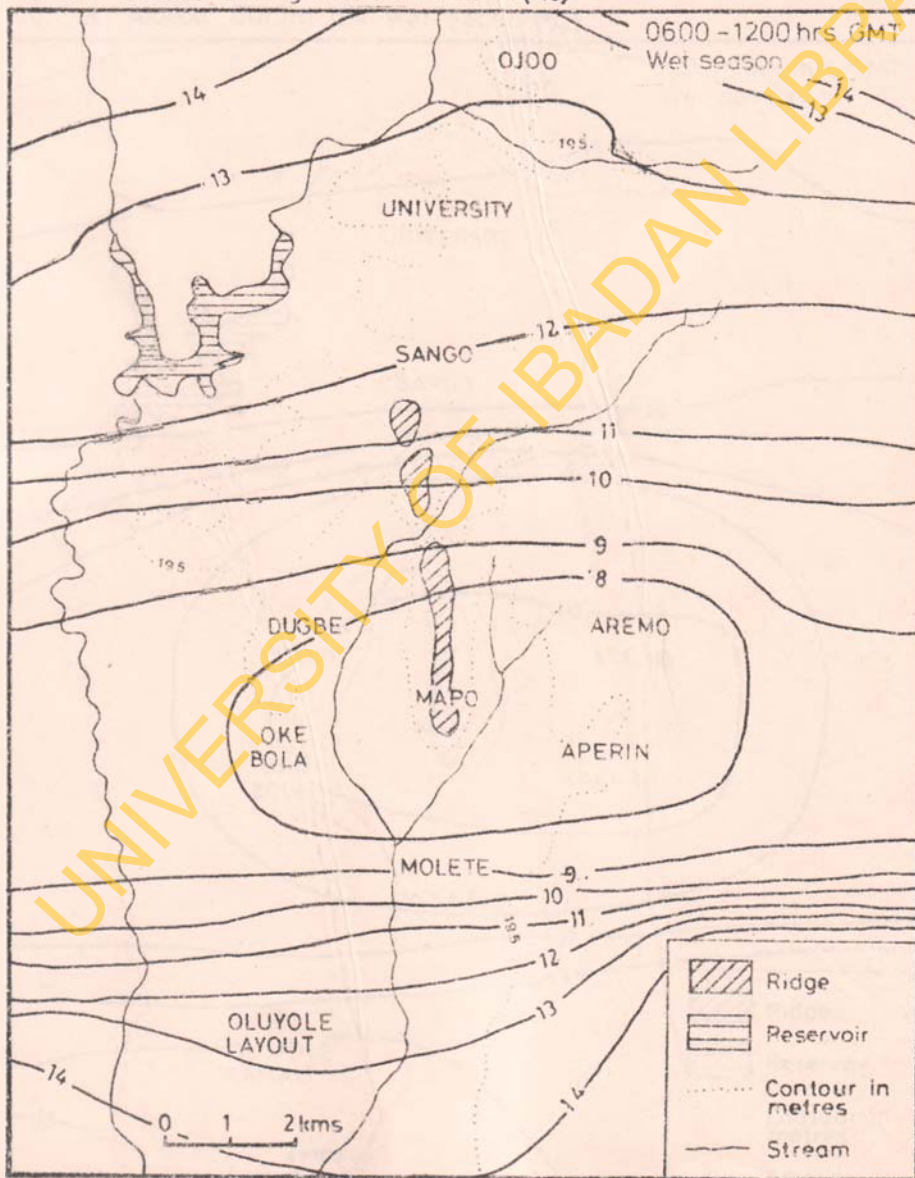 0600-1200 hrs GMT
OJOO
Wet season
14
14
13
195
13
UNIVERSITY
12
SANGO
11
10
195
9
8
DUGBE
AREMO
MAPO
OKE
BOLA
APERIN
MOLETE
9
10
11
195
12
13
OLUYOLE
LAYOUT
14
14
0 1 2 kms
Ridge
Reservoir
Contour in
metres
Stream
UNIVERSITY OF IBADAN LIBRA